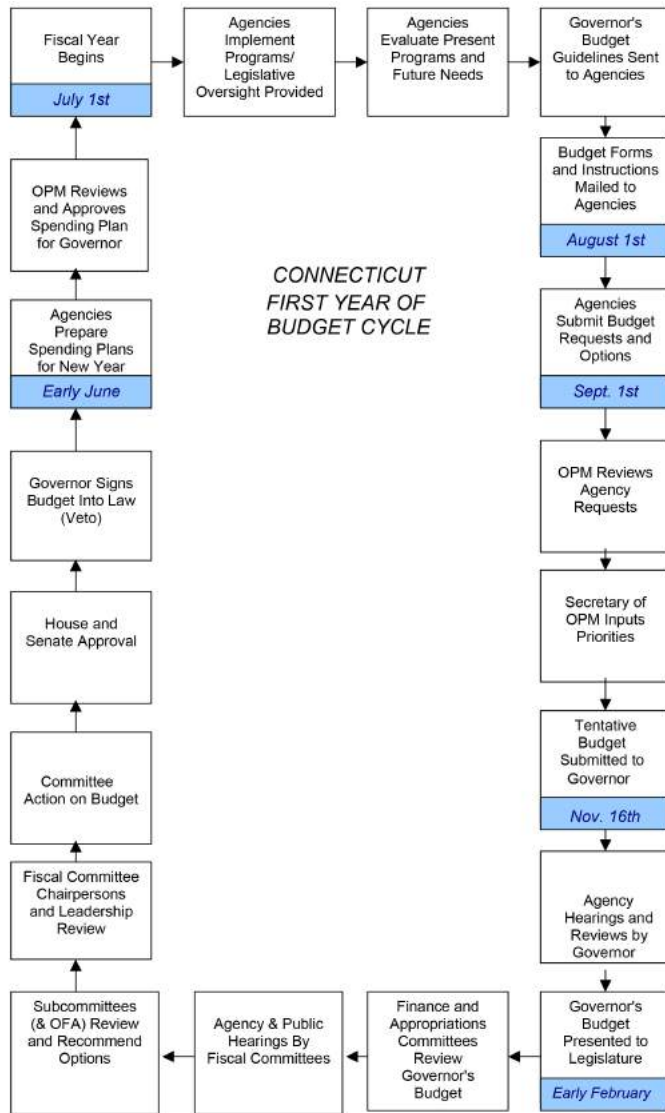 Fiscal Year
Begins
July 1st
Agencies
Implement
Programs/
Legislative
Oversight Provided
Agencies
Evaluate Present
Programs and
Future Needs
Governor's
Budget
Guidelines Sent
to Agencies
Budget Forms
and Instructions
Mailed to
Agencies
August 1st
Agencies
Submit Budget
Requests and
Options
Sept. 1st
OPM Reviews
Agency
Requests
Secretary of
OPM Inputs
Priorities
Tentative
Budget
Submitted to
Governor
Nov. 16th
Agency
Hearings and
Reviews by
Governor
Governor's
Budget
Presented to
Legislature
Early February
Finance and
Appropriations
Committees
Review
Governor's
Budget
Agency & Public
Hearings By
Fiscal Committees
Subcommittees
(& OFA) Review
and Recommend
Options
Fiscal Committee
Chairpersons
and Leadership
Review
Committee
Action on Budget
House and
Senate Approval
Governor Signs
Budget Into Law
(Veto)
Agencies
Prepare
Spending Plans
for New Year
Early June
OPM Reviews
and Approves
Spending Plan
for Governor
CONNECTICUT
FIRST YEAR OF
BUDGET CYCLE